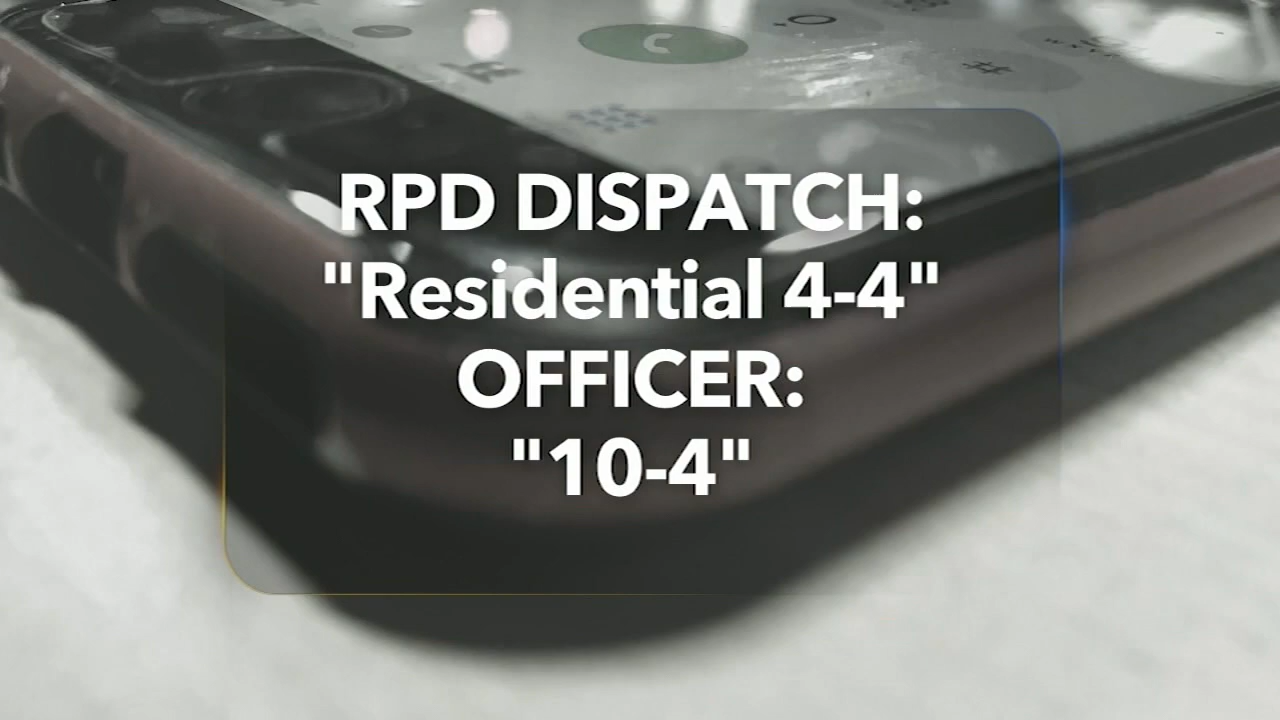 RPD DISPATCH:
"Residential 4-4"
OFFICER:
"10-4"